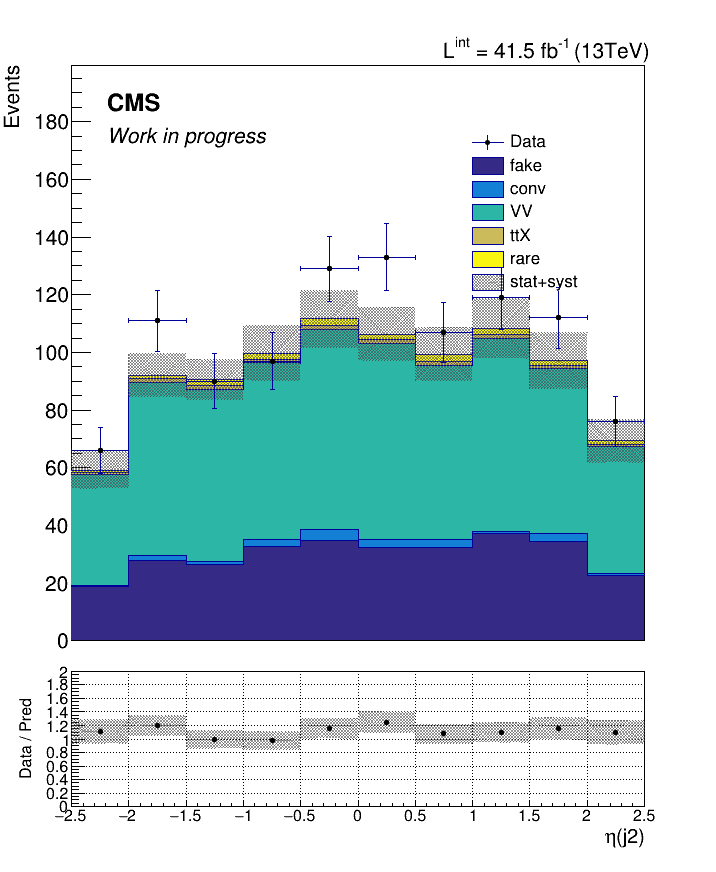 L^int = 41.5 fb^-1 (13TeV)
Events
CMS
Work in progress
Data
fake
conv
VV
ttX
rare
stat+syst
180
160
140
120
100
80
60
40
20
0
Data / Pred
2
1.8
1.6
1.4
1.2
1
0.8
0.6
0.4
0.2
0
−2.5 −2 −1.5 −1 −0.5 0 0.5 1 1.5 2 2.5
η(j2)